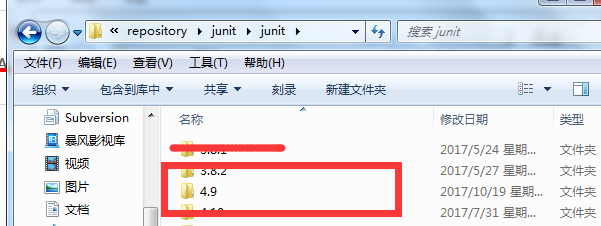 « repository ▸ junit ▸ junit ▸
搜索 junit
文件(F) 编辑(E) 查看(V) 工具(T) 帮助(H)
组织 包含到库中 共享 刻录 新建文件夹
名称 修改日期 类型
Subversion
暴风影视库
视频
图片
文档
2017/5/24 星期... 文件夹
3.8.2 2017/5/27 星期... 文件夹
4.9 2017/10/19 星期... 文件夹
2017/7/31 星期... 文件夹